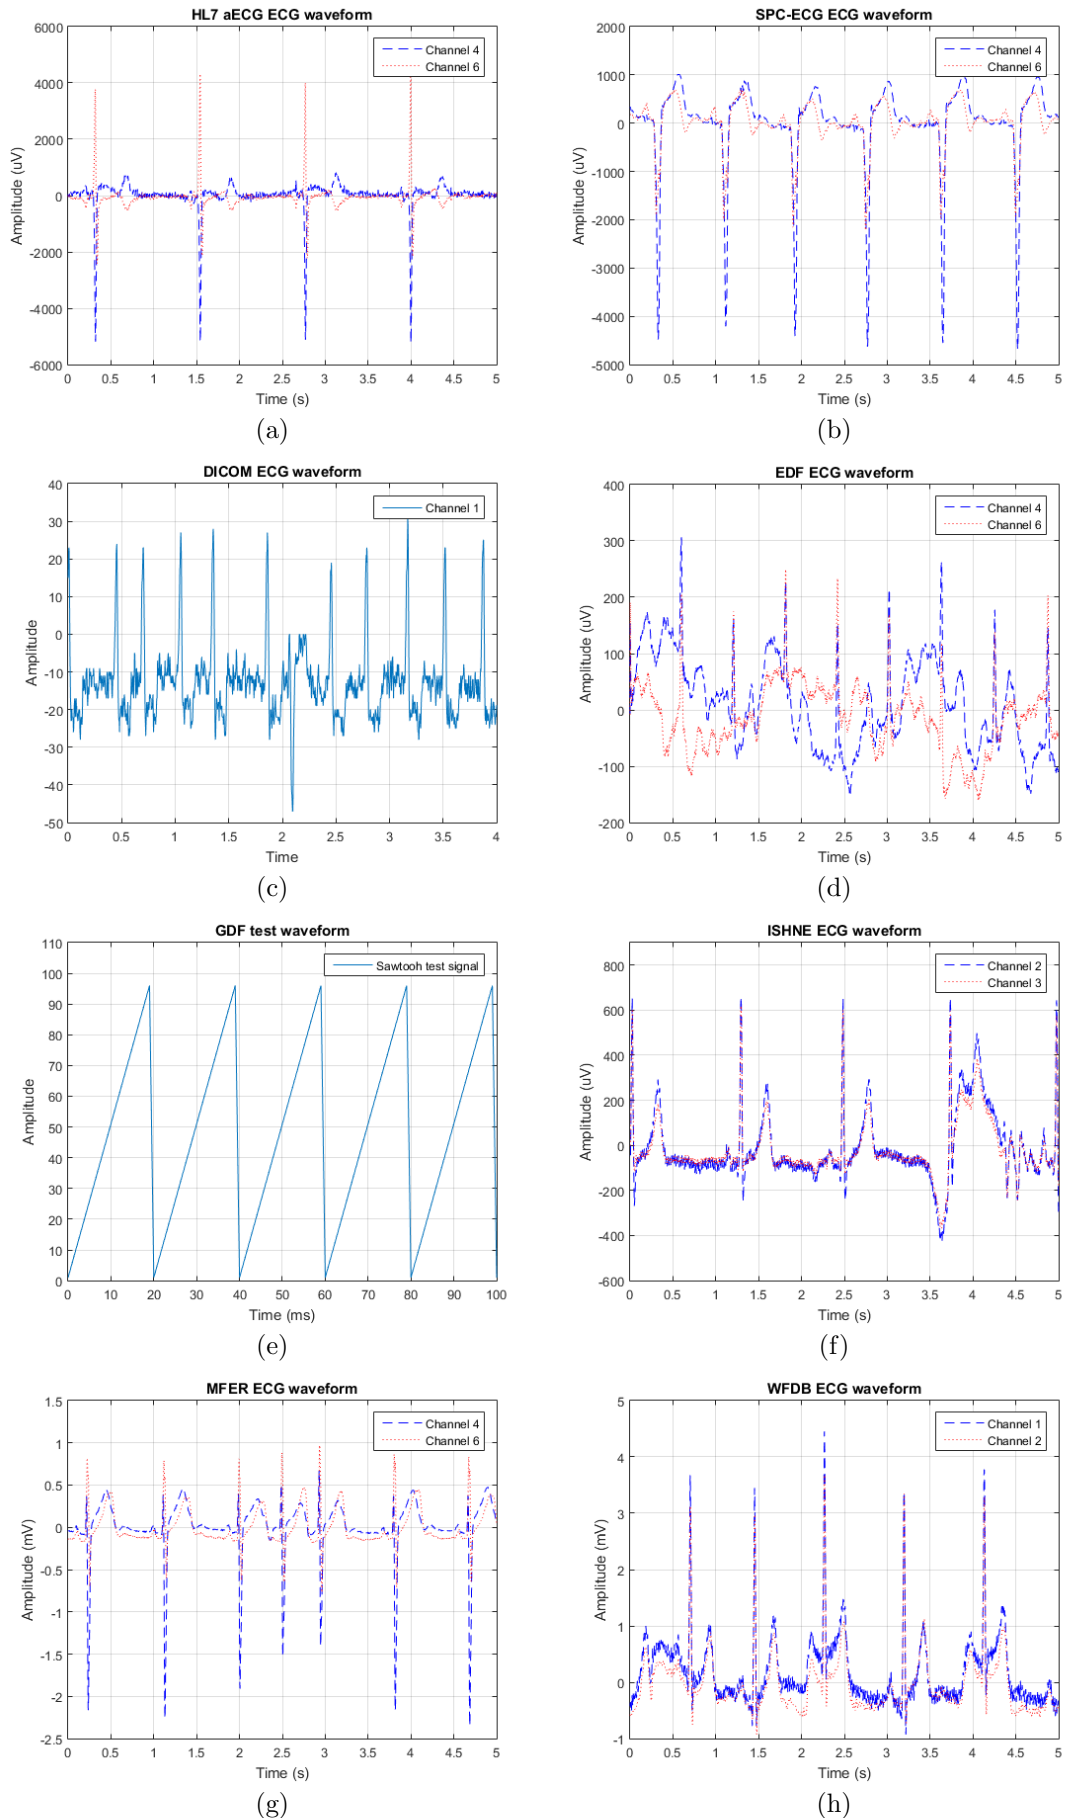 HL7 aECG ECG waveform
Amplitude (uV)
6000
4000
2000
0
-2000
-4000
-6000
Channel 4
Channel 6
0 0.5 1 1.5 2 2.5 3 3.5 4 4.5 5
Time (s)
(a)
SPC-ECG ECG waveform
Amplitude (uV)
2000
1000
0
-1000
-2000
-3000
-4000
-5000
Channel 4
Channel 6
0 0.5 1 1.5 2 2.5 3 3.5 4 4.5 5
Time (s)
(b)
DICOM ECG waveform
Amplitude
40
30
20
10
0
-10
-20
-30
-40
-50
Channel 1
0 0.5 1 1.5 2 2.5 3 3.5 4
Time
(c)
EDF ECG waveform
Amplitude (uV)
400
300
200
100
0
-100
-200
Channel 4
Channel 6
0 0.5 1 1.5 2 2.5 3 3.5 4 4.5 5
Time (s)
(d)
GDF test waveform
Amplitude
110
100
90
80
70
60
50
40
30
20
10
0
Sawtooh test signal
0 10 20 30 40 50 60 70 80 90 100
Time (ms)
(e)
ISHNE ECG waveform
Amplitude (uV)
800
600
400
200
0
-200
-400
-600
Channel 2
Channel 3
0 0.5 1 1.5 2 2.5 3 3.5 4 4.5 5
Time (s)
(f)
MFER ECG waveform
Amplitude (mV)
1.5
1
0.5
0
-0.5
-1
-1.5
-2
-2.5
Channel 4
Channel 6
0 0.5 1 1.5 2 2.5 3 3.5 4 4.5 5
Time (s)
(g)
WFDB ECG waveform
Amplitude (mV)
5
4
3
2
1
0
-1
Channel 1
Channel 2
0 0.5 1 1.5 2 2.5 3 3.5 4 4.5 5
Time (s)
(h)